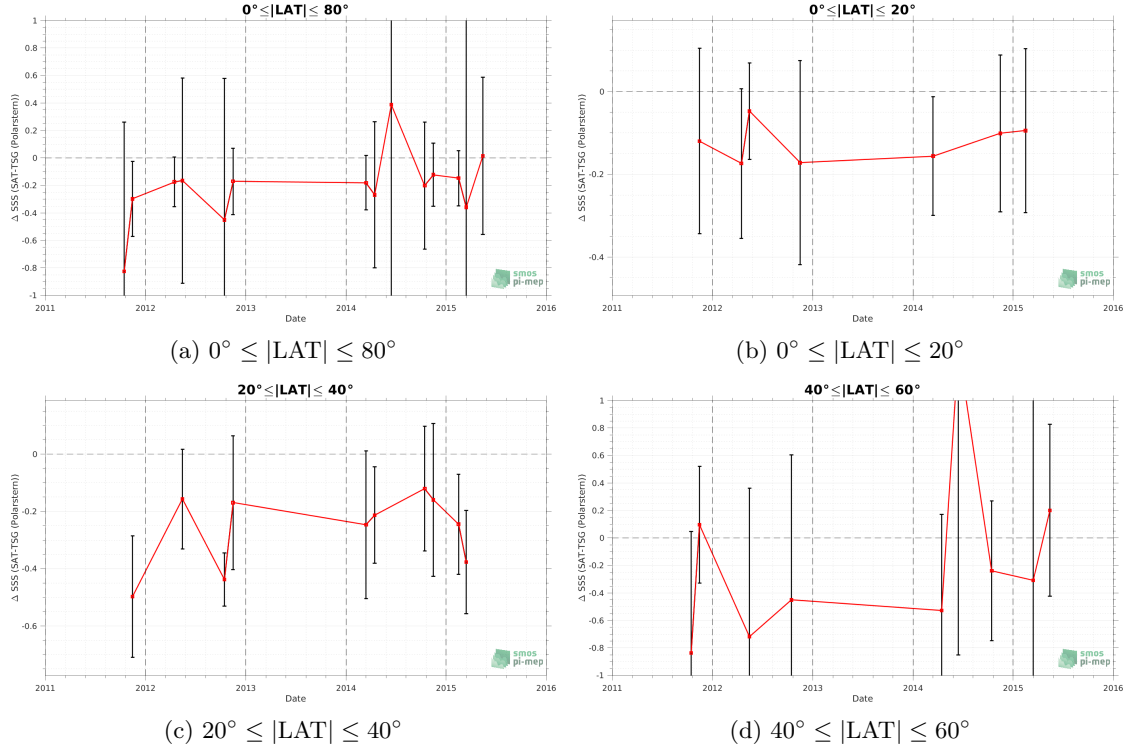 0°≤|LAT|≤ 80°
Δ SSS (SAT-TSG (Polarstern))
1
0.8
0.6
0.4
0.2
0
-0.2
-0.4
-0.6
-0.8
-1
2011 2012 2013 2014 2015 2016
Date
smos
pi-mep
(a) 0° ≤ |LAT| ≤ 80°
0°≤|LAT|≤ 20°
Δ SSS (SAT-TSG (Polarstern))
0
-0.2
-0.4
2011 2012 2013 2014 2015 2016
Date
smos
pi-mep
(b) 0° ≤ |LAT| ≤ 20°
20°≤|LAT|≤ 40°
Δ SSS (SAT-TSG (Polarstern))
0
-0.2
-0.4
-0.6
2011 2012 2013 2014 2015 2016
Date
smos
pi-mep
(c) 20° ≤ |LAT| ≤ 40°
40°≤|LAT|≤ 60°
Δ SSS (SAT-TSG (Polarstern))
1
0.8
0.6
0.4
0.2
0
-0.2
-0.4
-0.6
-0.8
-1
2011 2012 2013 2014 2015 2016
Date
smos
pi-mep
(d) 40° ≤ |LAT| ≤ 60°